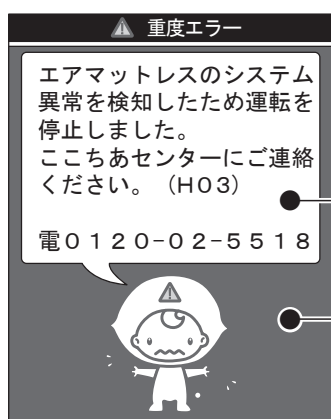 重度エラー
エアマットレスのシステム
異常を検知したため運転を
停止しました。
ここちあセンターにご連絡
ください。（H03）
電0120-02-5518